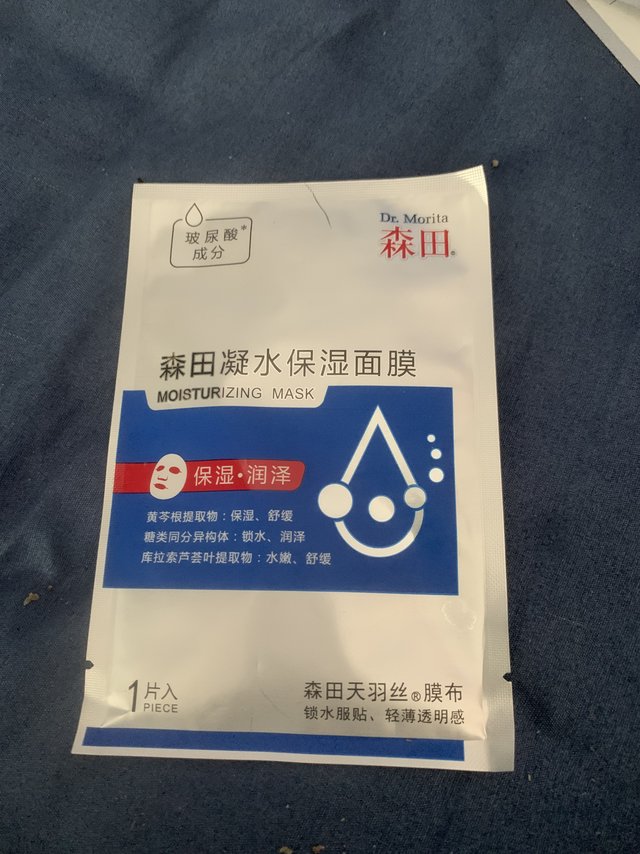 玻尿酸*
成分
Dr. Morita
森田®
森田凝水保湿面膜
MOISTURIZING MASK
保湿·润泽
黄芩根提取物：保湿、舒缓
糖类同分异构体：锁水、润泽
库拉索芦荟叶提取物：水嫩、舒缓
1片入
PIECE
森田天羽丝®膜布
锁水服贴、轻薄透明感